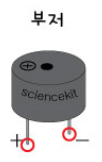 부저
sciencekit
+
−